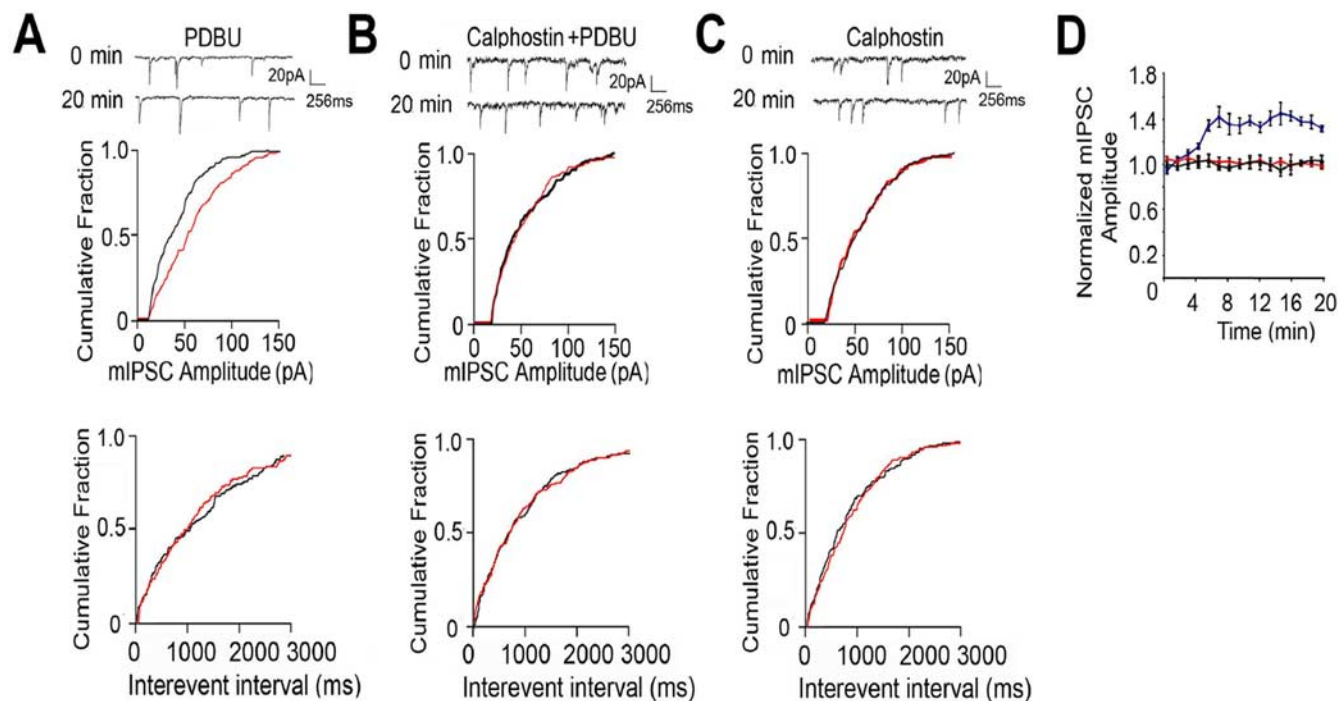 A
PDBU
0 min
20pA
20 min
256ms
Cumulative Fraction
1.0
0.5
0
0 50 100 150
mIPSC Amplitude (pA)
Cumulative Fraction
1.0
0.5
0
0 1000 2000 3000
Interevent interval (ms)
B
Calphostin +PDBU
0 min
20pA
20 min
256ms
Cumulative Fraction
1.0
0.5
0
0 50 100 150
mIPSC Amplitude (pA)
Cumulative Fraction
1.0
0.5
0
0 1000 2000 3000
Interevent interval (ms)
C
Calphostin
0 min
20pA
20 min
256ms
Cumulative Fraction
1.0
0.5
0
0 50 100 150
mIPSC Amplitude (pA)
Cumulative Fraction
1.0
0.5
0
0 1000 2000 3000
Interevent interval (ms)
D
Normalized mIPSC
Amplitude
1.8
1.4
1.0
0.6
0.2
0 4 8 12 16 20
Time (min)